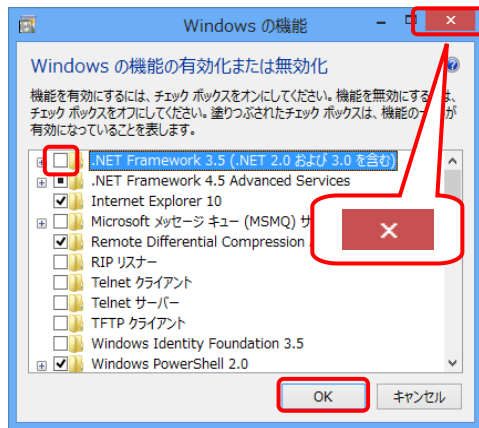 Windows の機能
Windows の機能の有効化または無効化
機能を有効にするには、チェック ボックスをオンにしてください。機能を無効にする
チェック ボックスをオフにしてください。塗りつぶされたチェック ボックスは、機能の
有効になっていることを表します。
.NET Framework 3.5 (.NET 2.0 および 3.0 を含む)
.NET Framework 4.5 Advanced Services
Internet Explorer 10
Microsoft メッセージ キュー (MSMQ) サ
Remote Differential Compression
RIP リスナー
Telnet クライアント
Telnet サーバー
TFTP クライアント
Windows Identity Foundation 3.5
Windows PowerShell 2.0
OK キャンセル